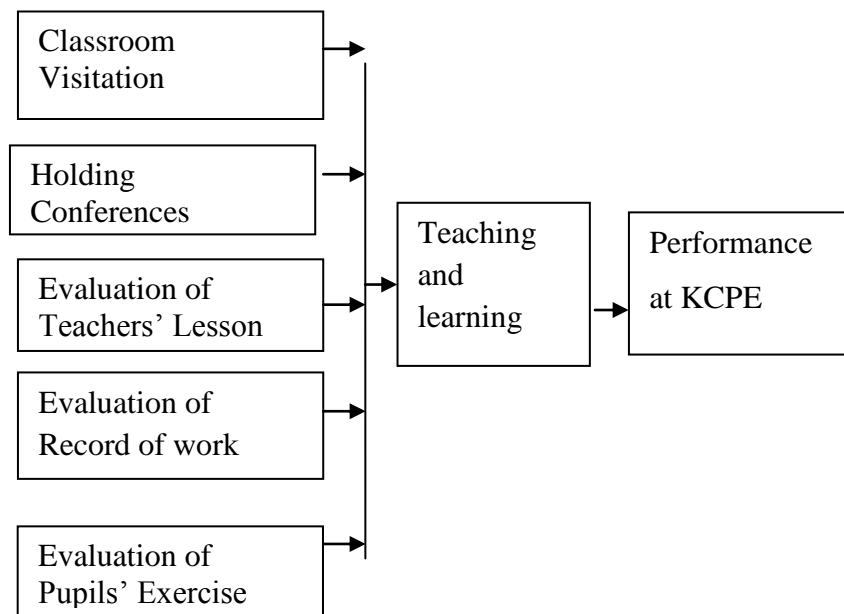 Classroom
Visitation
Holding
Conferences
Evaluation of
Teachers’ Lesson
Evaluation of
Record of work
Evaluation of
Pupils’ Exercise
Teaching
and
learning
Performance
at KCPE